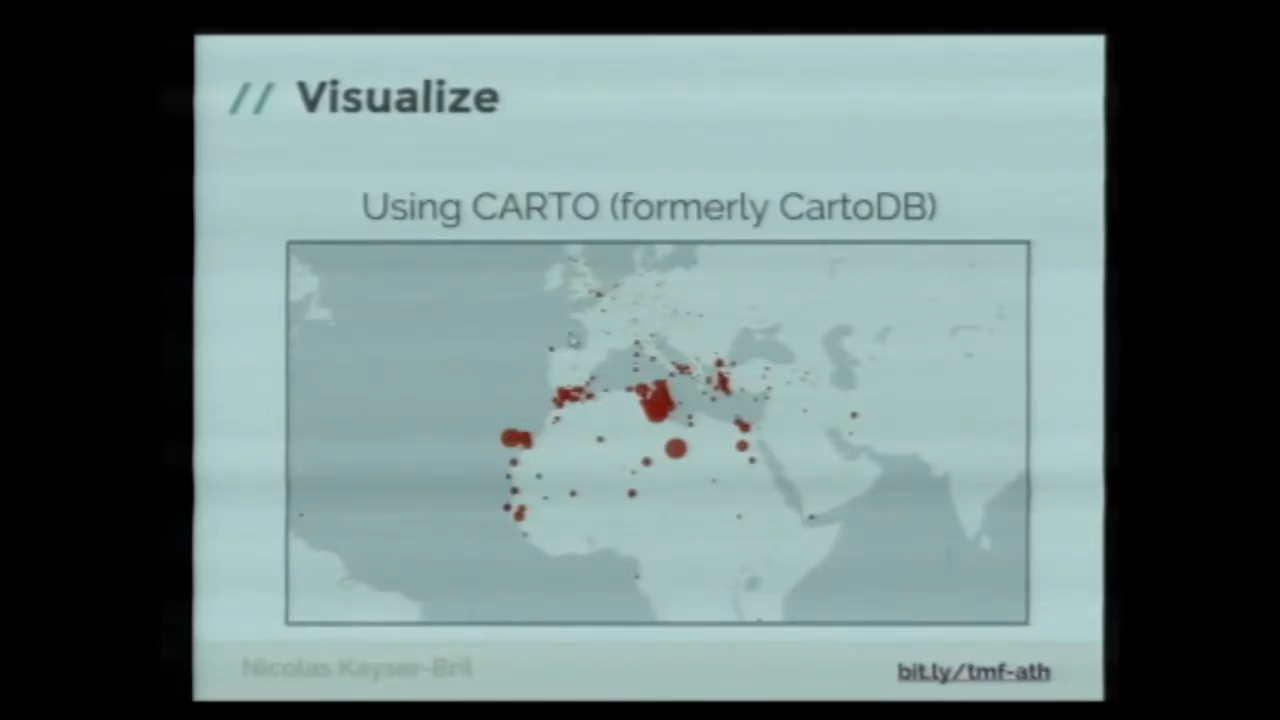 // Visualize
Using CARTO (formerly CartoDB)
Nicolas Kayser-Bril
bit.ly/tmf-ath